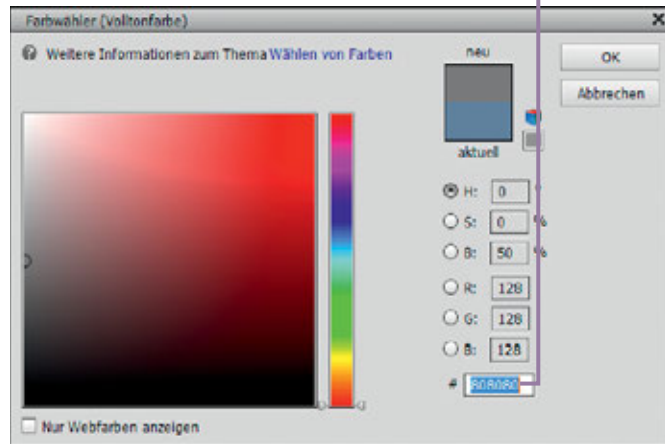 Farbwähler (Volltonfarbe)
Weitere Informationen zum Thema Wählen von Farben
neu
OK
Abbrechen
aktuell
H: 0 °
S: 0 %
B: 50 %
R: 128
G: 128
B: 128
# 808080
Nur Webfarben anzeigen